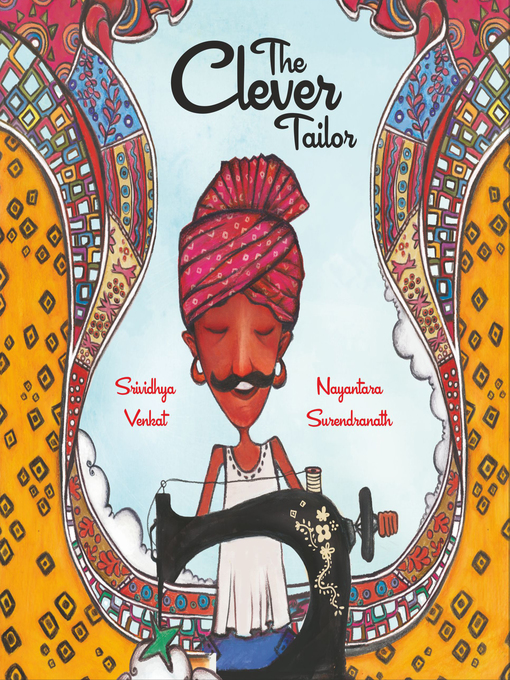 The
Clever
Tailor
Srividhya
Venkat
Nayantara
Surendranath